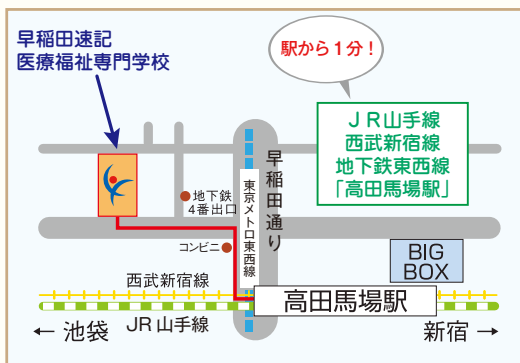 早稲田速記
医療福祉専門学校
駅から1分！
ＪＲ山手線
西武新宿線
地下鉄東西線
「高田馬場駅」
地下鉄
4番出口
コンビニ
東京メトロ東西線
早稲田通り
BIG
BOX
西武新宿線
高田馬場駅
JR山手線
← 池袋
新宿 →